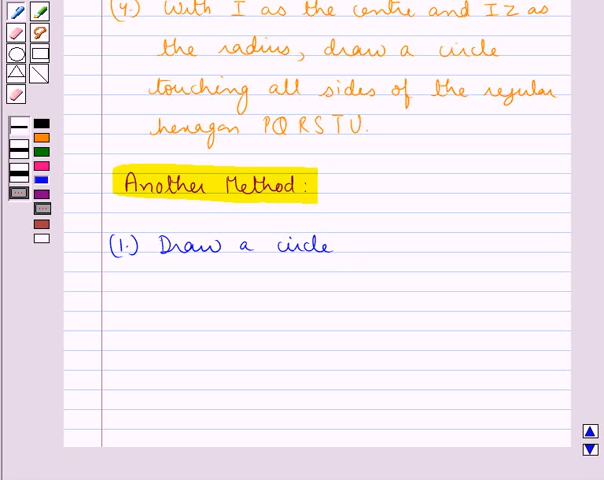 (4.) With I as the centre and IZ as
the radius, draw a circle
touching all sides of the regular
hexagon PQRSTU.
Another Method:
(1.) Draw a circle